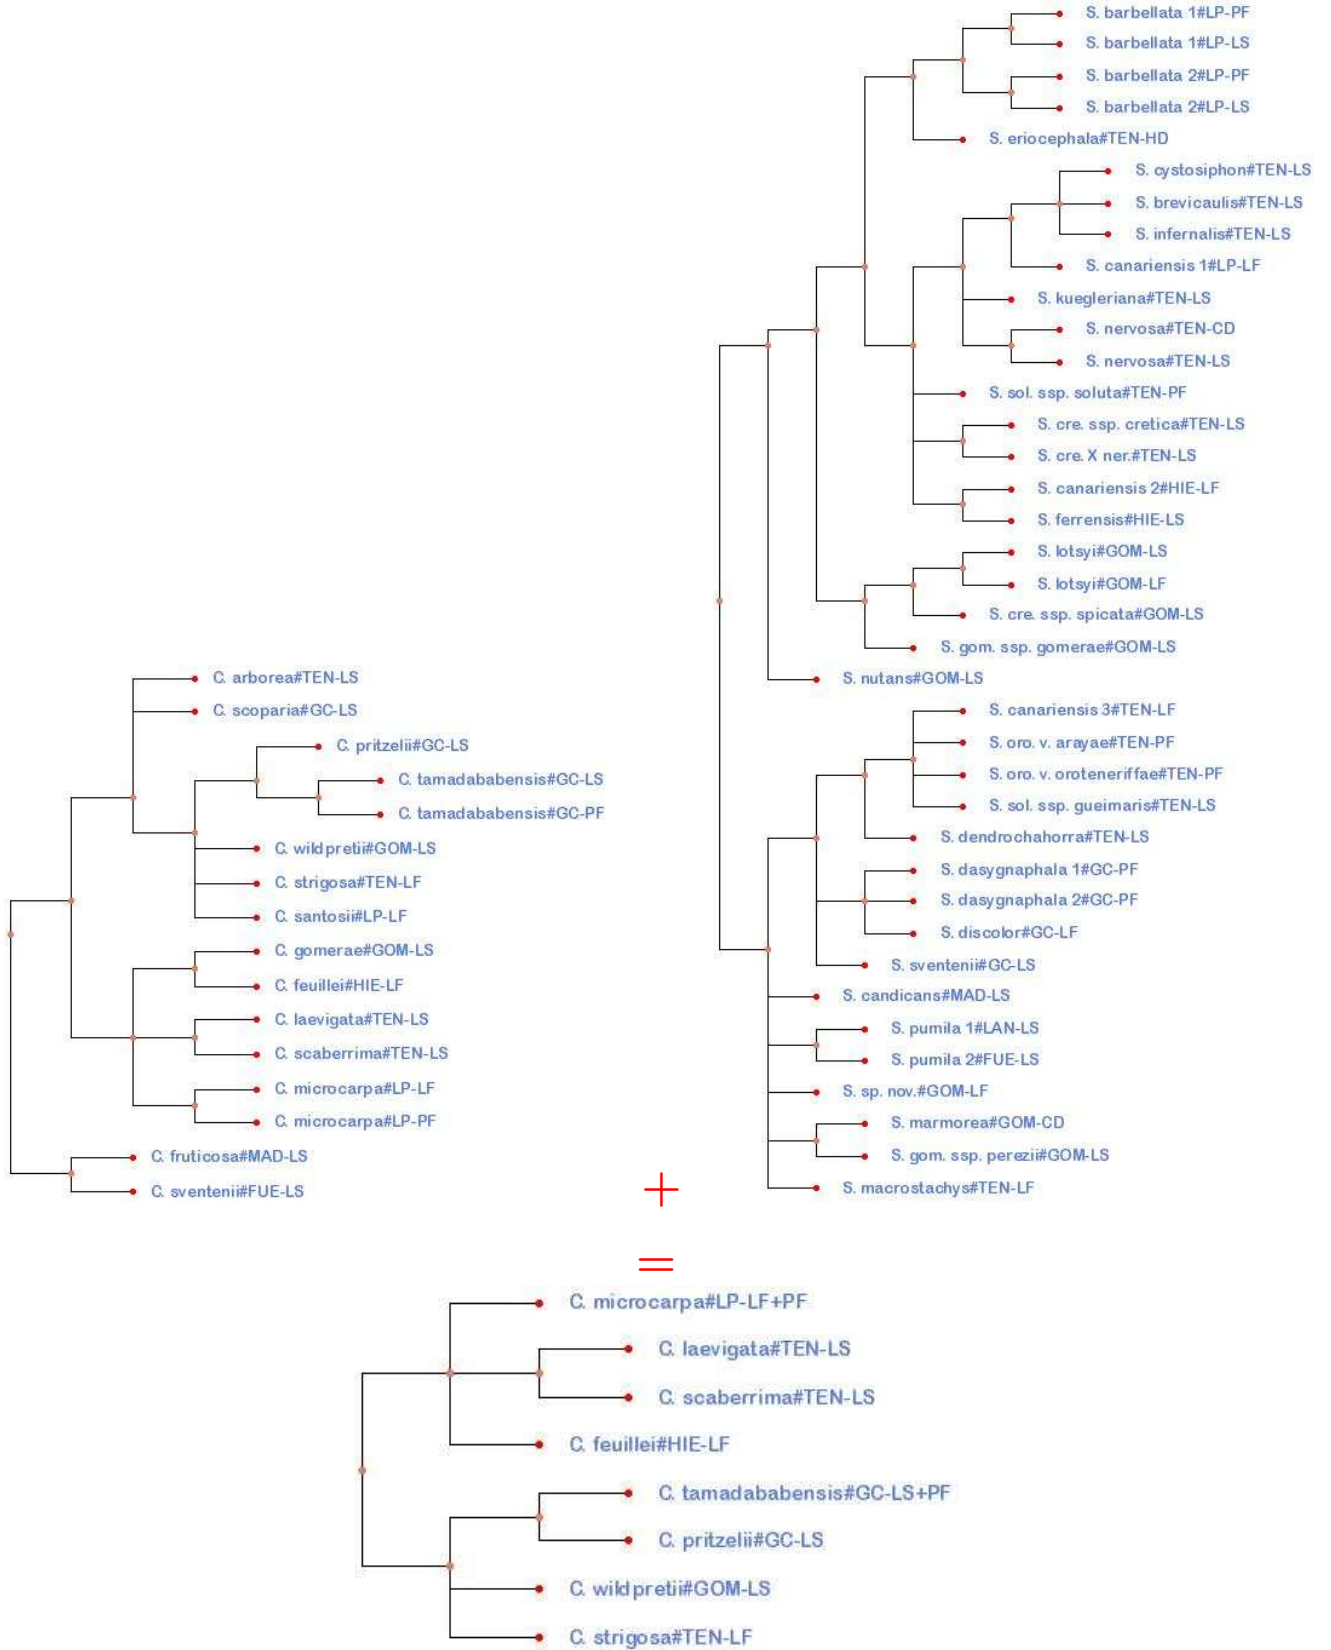 S. barbellata 1#LP-PF
S. barbellata 1#LP-LS
S. barbellata 2#LP-PF
S. barbellata 2#LP-LS
S. eriocephala#TEN-HD
S. cystosiphon#TEN-LS
S. brevicaulis#TEN-LS
S. infernalis#TEN-LS
S. canariensis 1#LP-LF
S. kuegleriana#TEN-LS
S. nervosa#TEN-CD
S. nervosa#TEN-LS
S. sol. ssp. soluta#TEN-PF
S. cre. ssp. cretica#TEN-LS
S. cre. X ner.#TEN-LS
S. canariensis 2#HIE-LF
S. ferrensis#HIE-LS
S. lotsyi#GOM-LS
S. lotsyi#GOM-LF
S. cre. ssp. spicata#GOM-LS
S. gom. ssp. gomerae#GOM-LS
S. nutans#GOM-LS
S. canariensis 3#TEN-LF
S. oro. v. arayae#TEN-PF
S. oro. v. oroteneriffae#TEN-PF
S. sol. ssp. gueimaris#TEN-LS
S. dendrochahorra#TEN-LS
S. dasygnaphala 1#GC-PF
S. dasygnaphala 2#GC-PF
S. discolor#GC-LF
S. sventenii#GC-LS
S. candicans#MAD-LS
S. pumila 1#LAN-LS
S. pumila 2#FUE-LS
S. sp. nov.#GOM-LF
S. marmorea#GOM-CD
S. gom. ssp. perezii#GOM-LS
S. macrostachys#TEN-LF
C. arborea#TEN-LS
C. scoparia#GC-LS
C. pritzelii#GC-LS
C. tamadababensis#GC-LS
C. tamadababensis#GC-PF
C. wildpretii#GOM-LS
C. strigosa#TEN-LF
C. santosii#LP-LF
C. gomerae#GOM-LS
C. feuillei#HIE-LF
C. laevigata#TEN-LS
C. scaberrima#TEN-LS
C. microcarpa#LP-LF
C. microcarpa#LP-PF
C. fruticosa#MAD-LS
C. sventenii#FUE-LS
+
=
C. microcarpa#LP-LF+PF
C. laevigata#TEN-LS
C. scaberrima#TEN-LS
C. feuillei#HIE-LF
C. tamadababensis#GC-LS+PF
C. pritzelii#GC-LS
C. wildpretii#GOM-LS
C. strigosa#TEN-LF